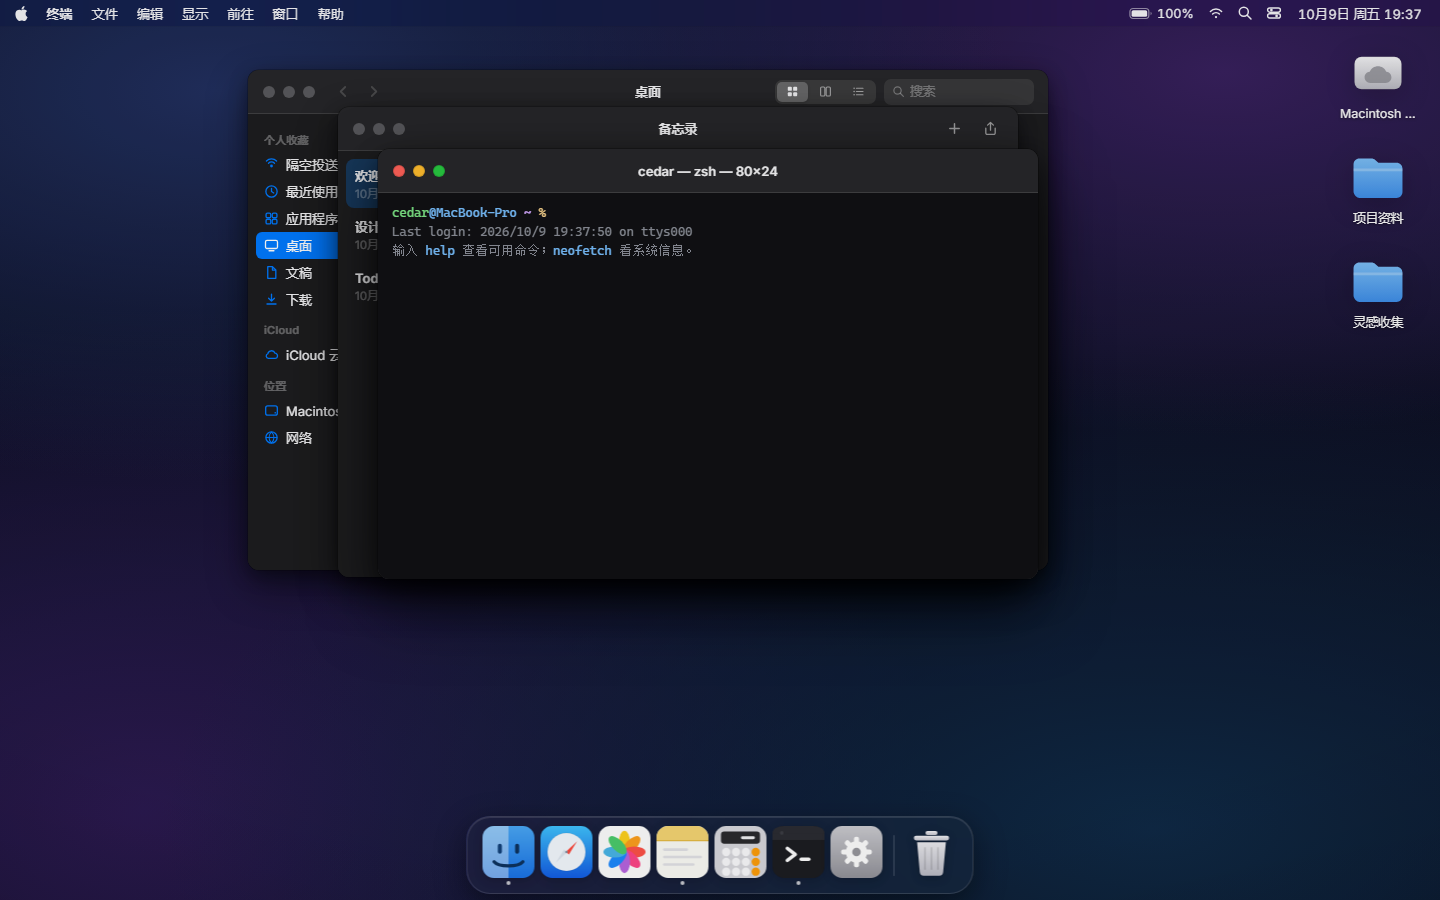 终端 文件 编辑 显示 前往 窗口 帮助 100% 10月9日 周五 19:37
桌面 搜索
备忘录
cedar — zsh — 80×24
个人收藏
隔空投送
最近使用
应用程序
桌面
文稿
下载
iCloud
iCloud 云
位置
Macintos
网络
欢迎
10月
设计
10月
Tod
10月
cedar@MacBook-Pro ~ %
Last login: 2026/10/9 19:37:50 on ttys000
输入 help 查看可用命令；neofetch 看系统信息。
Macintosh ...
项目资料
灵感收集